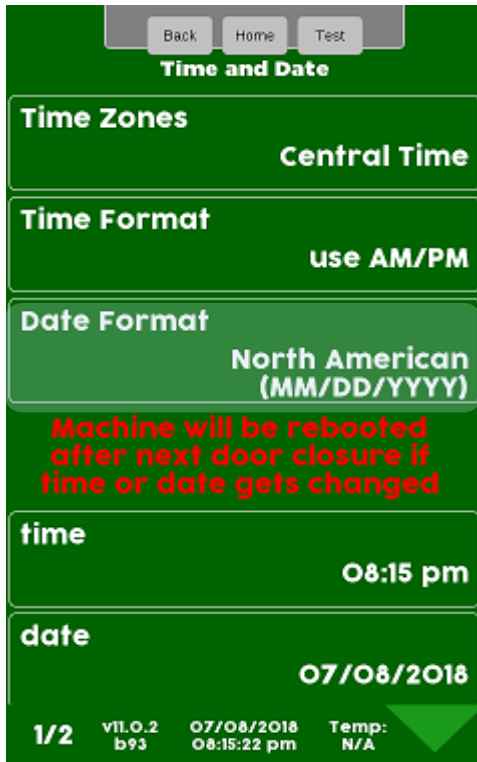 Back Home Test
Time and Date
Time Zones
Central Time
Time Format
use AM/PM
Date Format
North American
(MM/DD/YYYY)
Machine will be rebooted
after next door closure if
time or date gets changed
time
08:15 pm
date
07/08/2018
1/2 v11.0.2 07/08/2018 Temp:
b93 08:15:22 pm N/A